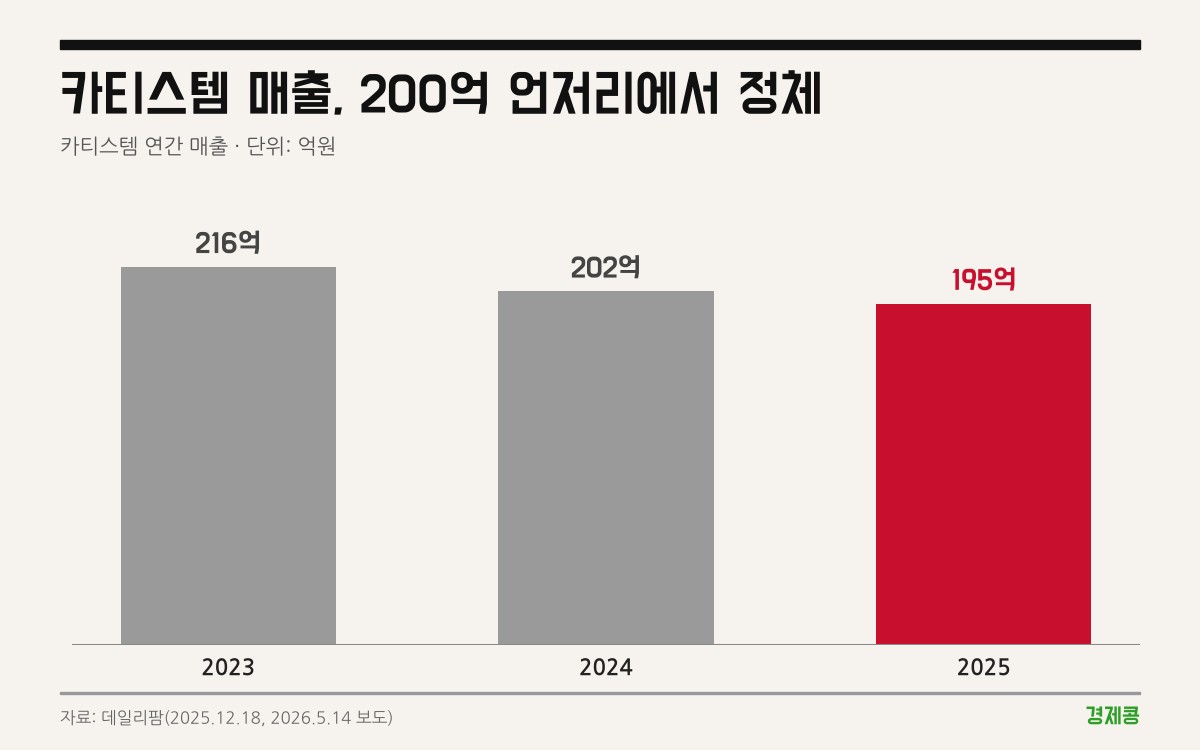 카티스템 매출, 200억 언저리에서 정체
카티스템 연간 매출 · 단위: 억원
216억
202억
195억
2023
2024
2025
자료: 데일리팜(2025.12.18, 2026.5.14 보도)
경제콩